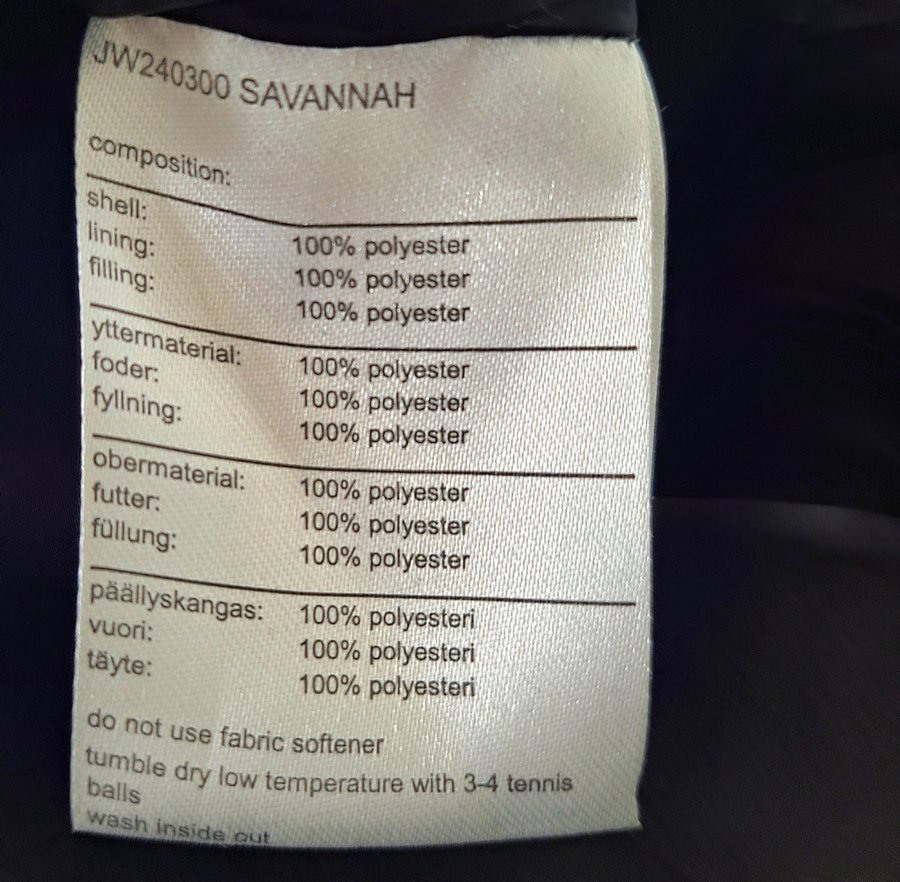 JW240300 SAVANNAH
composition:
shell: 100% polyester
lining: 100% polyester
filling: 100% polyester
yttermaterial: 100% polyester
foder: 100% polyester
fyllning: 100% polyester
obermaterial: 100% polyester
futter: 100% polyester
füllung: 100% polyester
päällyskangas: 100% polyesteri
vuori: 100% polyesteri
täyte: 100% polyesteri
do not use fabric softener
tumble dry low temperature with 3-4 tennis
balls
wash inside out